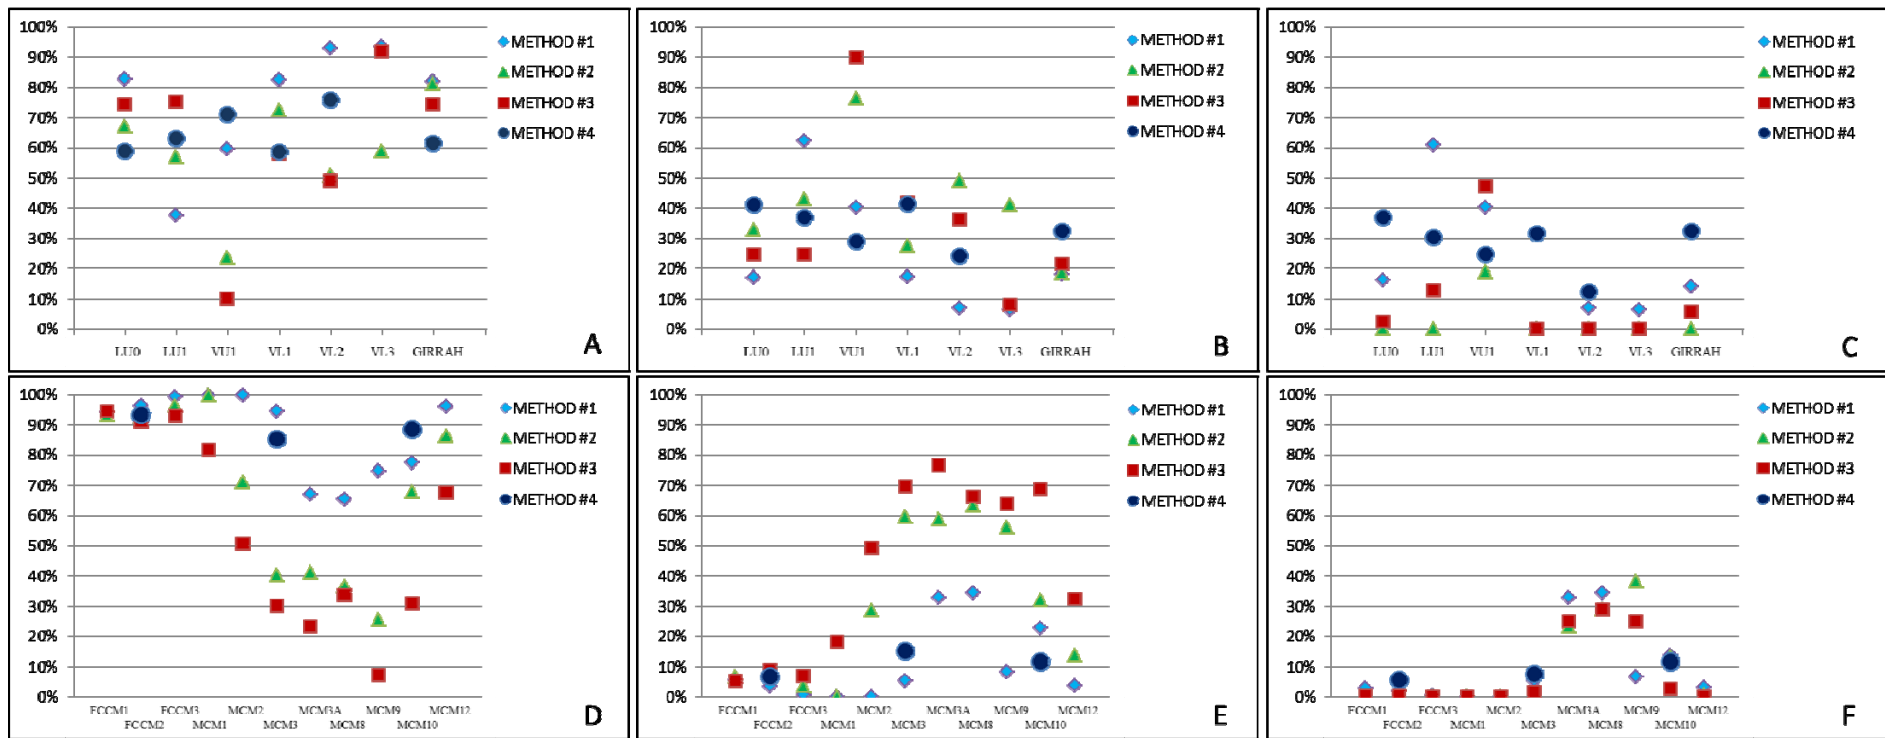 100%
90%
80%
70%
60%
50%
40%
30%
20%
10%
0%
LU0 LU1 VU1 VL1 VL2 VL3 GIRRAH
METHOD #1
METHOD #2
METHOD #3
METHOD #4
A
100%
90%
80%
70%
60%
50%
40%
30%
20%
10%
0%
LU0 LU1 VU1 VL1 VL2 VL3 GIRRAH
METHOD #1
METHOD #2
METHOD #3
METHOD #4
B
100%
90%
80%
70%
60%
50%
40%
30%
20%
10%
0%
LU0 LU1 VU1 VL1 VL2 VL3 GIRRAH
METHOD #1
METHOD #2
METHOD #3
METHOD #4
C
100%
90%
80%
70%
60%
50%
40%
30%
20%
10%
0%
FCCM1 FCCM3 MCM2 MCM3A MCM9 MCM12
FCCM2 MCM1 MCM3 MCM8 MCM10
METHOD #1
METHOD #2
METHOD #3
METHOD #4
D
100%
90%
80%
70%
60%
50%
40%
30%
20%
10%
0%
FCCM1 FCCM3 MCM2 MCM3A MCM9 MCM12
FCCM2 MCM1 MCM3 MCM8 MCM10
METHOD #1
METHOD #2
METHOD #3
METHOD #4
E
100%
90%
80%
70%
60%
50%
40%
30%
20%
10%
0%
FCCM1 FCCM3 MCM2 MCM3A MCM9 MCM12
FCCM2 MCM1 MCM3 MCM8 MCM10
METHOD #1
METHOD #2
METHOD #3
METHOD #4
F